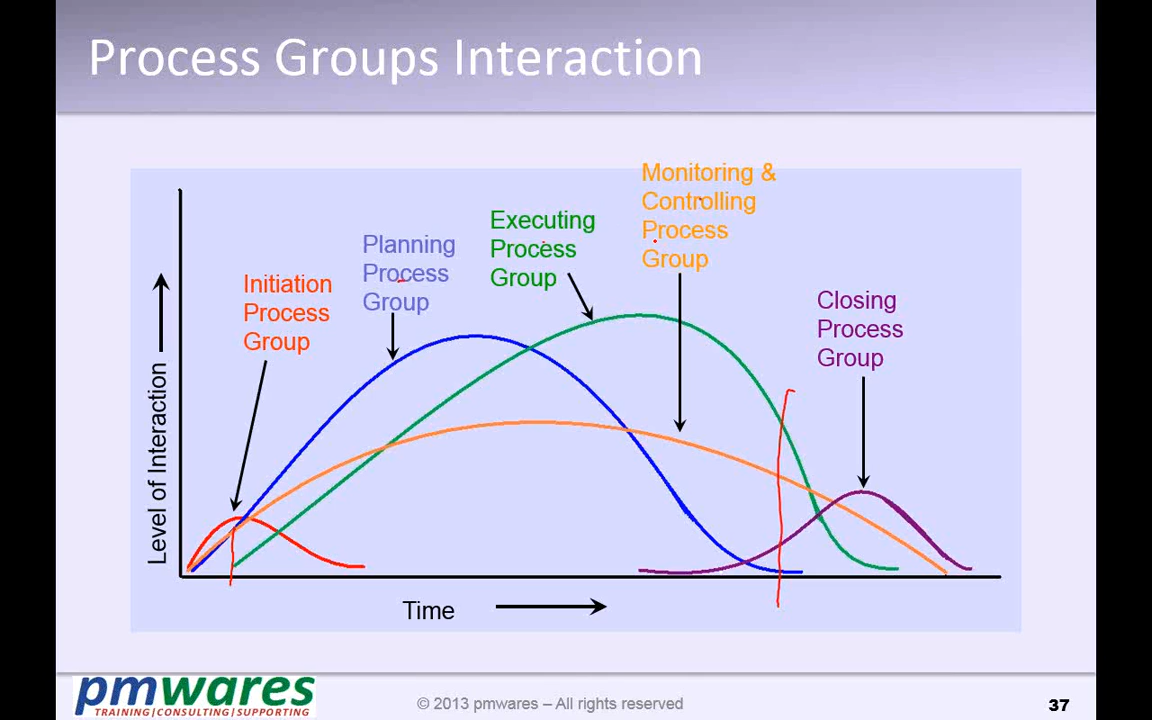 Process Groups Interaction
Monitoring &
Controlling
Process
Group
Executing
Process
Group
Planning
Process
Group
Initiation
Process
Group
Closing
Process
Group
Level of Interaction
Time
pmwares
TRAINING|CONSULTING|SUPPORTING
© 2013 pmwares – All rights reserved
37